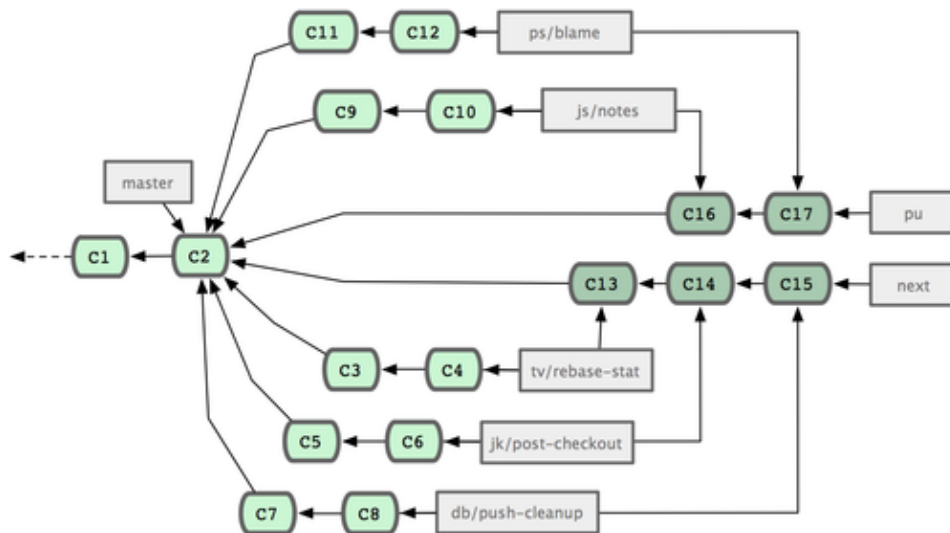 C11 C12 ps/blame
C9 C10 js/notes
master
C16 C17 pu
C1 C2
C13 C14 C15 next
C3 C4 tv/rebase-stat
C5 C6 jk/post-checkout
C7 C8 db/push-cleanup